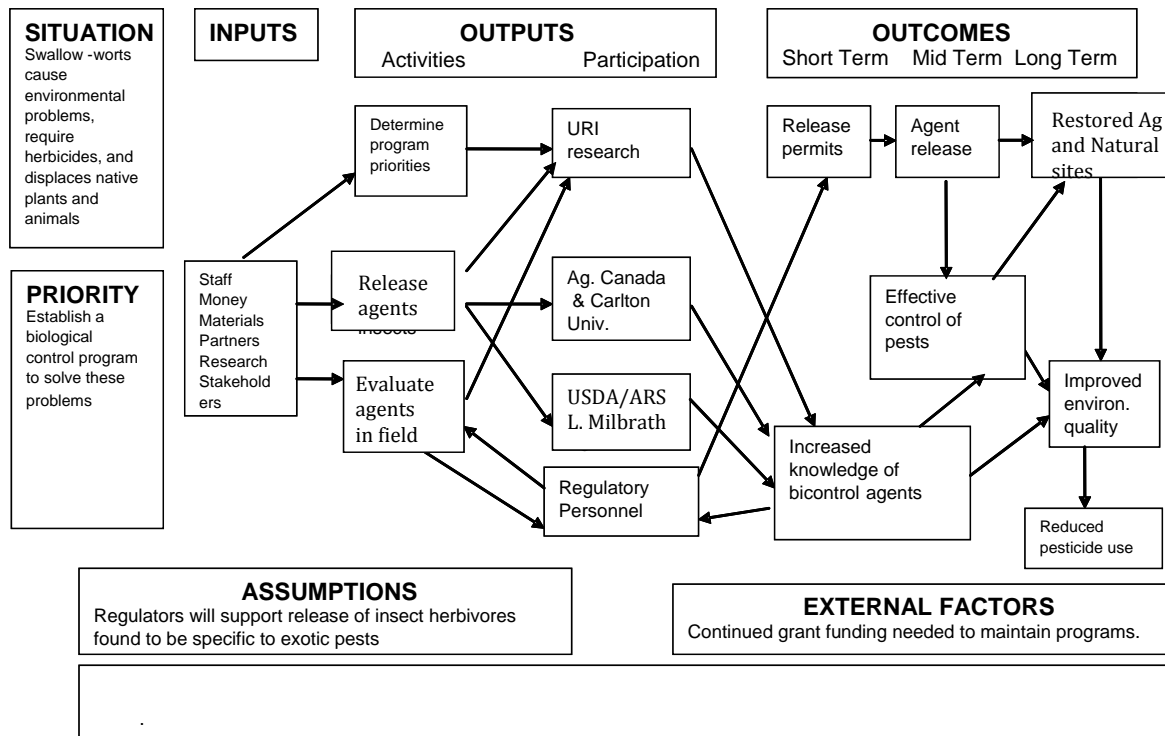 SITUATION
Swallow -worts
cause
environmental
problems,
require
herbicides, and
displaces native
plants and
animals
PRIORITY
Establish a
biological
control program
to solve these
problems
INPUTS
Staff
Money
Materials
Partners
Research
Stakehold
ers
OUTPUTS
Activities Participation
Determine
program
priorities
Release
agents
insects
Evaluate
agents
in field
URI
research
Ag. Canada
& Carlton
Univ.
USDA/ARS
L. Milbrath
Regulatory
Personnel
OUTCOMES
Short Term Mid Term Long Term
Release
permits
Agent
release
Restored Ag
and Natural
sites
Effective
control of
pests
Increased
knowledge of
bicontrol agents
Improved
environ.
quality
Reduced
pesticide use
ASSUMPTIONS
Regulators will support release of insect herbivores
found to be specific to exotic pests
EXTERNAL FACTORS
Continued grant funding needed to maintain programs.
.